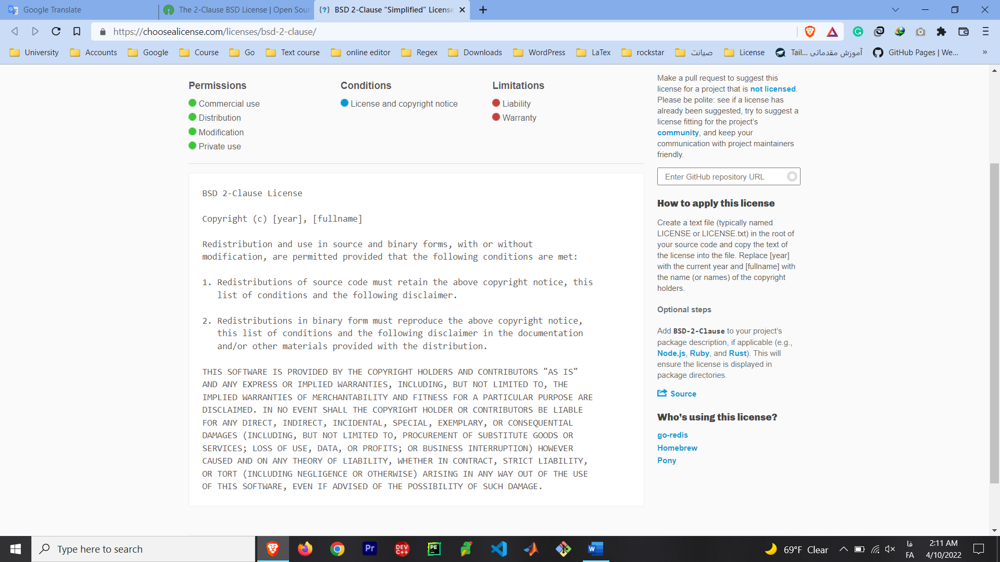 Google Translate
The 2-Clause BSD License | Open Sour
BSD 2-Clause “Simplified” License
https://choosealicense.com/licenses/bsd-2-clause/
University
Accounts
Google
Course
Go
Text course
online editor
Regex
Downloads
WordPress
LaTex
rockstar
صیانت
License
آموزش مقدماتی ...Tail
GitHub Pages | We...
»
Permissions
Commercial use
Distribution
Modification
Private use
Conditions
License and copyright notice
Limitations
Liability
Warranty
BSD 2-Clause License
Copyright (c) [year], [fullname]
Redistribution and use in source and binary forms, with or without
modification, are permitted provided that the following conditions are met:
1. Redistributions of source code must retain the above copyright notice, this
list of conditions and the following disclaimer.
2. Redistributions in binary form must reproduce the above copyright notice,
this list of conditions and the following disclaimer in the documentation
and/or other materials provided with the distribution.
THIS SOFTWARE IS PROVIDED BY THE COPYRIGHT HOLDERS AND CONTRIBUTORS "AS IS"
AND ANY EXPRESS OR IMPLIED WARRANTIES, INCLUDING, BUT NOT LIMITED TO, THE
IMPLIED WARRANTIES OF MERCHANTABILITY AND FITNESS FOR A PARTICULAR PURPOSE ARE
DISCLAIMED. IN NO EVENT SHALL THE COPYRIGHT HOLDER OR CONTRIBUTORS BE LIABLE
FOR ANY DIRECT, INDIRECT, INCIDENTAL, SPECIAL, EXEMPLARY, OR CONSEQUENTIAL
DAMAGES (INCLUDING, BUT NOT LIMITED TO, PROCUREMENT OF SUBSTITUTE GOODS OR
SERVICES; LOSS OF USE, DATA, OR PROFITS; OR BUSINESS INTERRUPTION) HOWEVER
CAUSED AND ON ANY THEORY OF LIABILITY, WHETHER IN CONTRACT, STRICT LIABILITY,
OR TORT (INCLUDING NEGLIGENCE OR OTHERWISE) ARISING IN ANY WAY OUT OF THE USE
OF THIS SOFTWARE, EVEN IF ADVISED OF THE POSSIBILITY OF SUCH DAMAGE.
Make a pull request to suggest this
license for a project that is not licensed.
Please be polite: see if a license has
already been suggested, try to suggest a
license fitting for the project’s
community, and keep your
communication with project maintainers
friendly.
Enter GitHub repository URL
How to apply this license
Create a text file (typically named
LICENSE or LICENSE.txt) in the root of
your source code and copy the text of
the license into the file. Replace [year]
with the current year and [fullname] with
the name (or names) of the copyright
holders.
Optional steps
Add BSD-2-Clause to your project’s
package description, if applicable (e.g.,
Node.js, Ruby, and Rust). This will
ensure the license is displayed in
package directories.
Source
Who’s using this license?
go-redis
Homebrew
Pony
Type here to search
Pr
DEV
C++
PE
W
69°F Clear
فا
FA
2:11 AM
4/10/2022